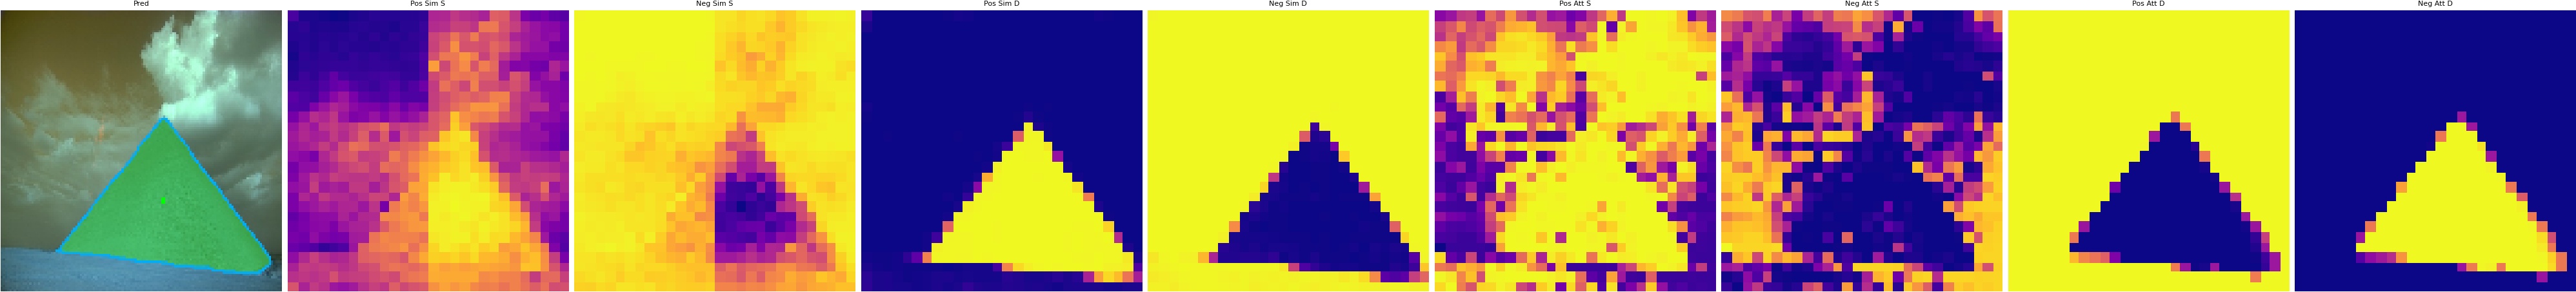 Pred
Pos Sim S
Neg Sim S
Pos Sim D
Neg Sim D
Pos Att S
Neg Att S
Pos Att D
Neg Att D